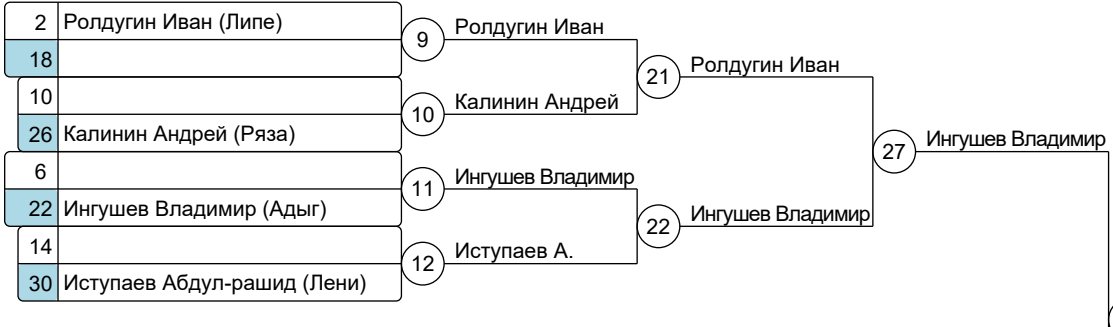 2 Ролдугин Иван (Липе)
18
9 Ролдугин Иван
10
26 Калинин Андрей (Ряза)
10 Калинин Андрей
21 Ролдугин Иван
6
22 Ингушев Владимир (Адыг)
11 Ингушев Владимир
14
30 Иступаев Абдул-рашид (Лени)
12 Иступаев А.
22 Ингушев Владимир
27 Ингушев Владимир